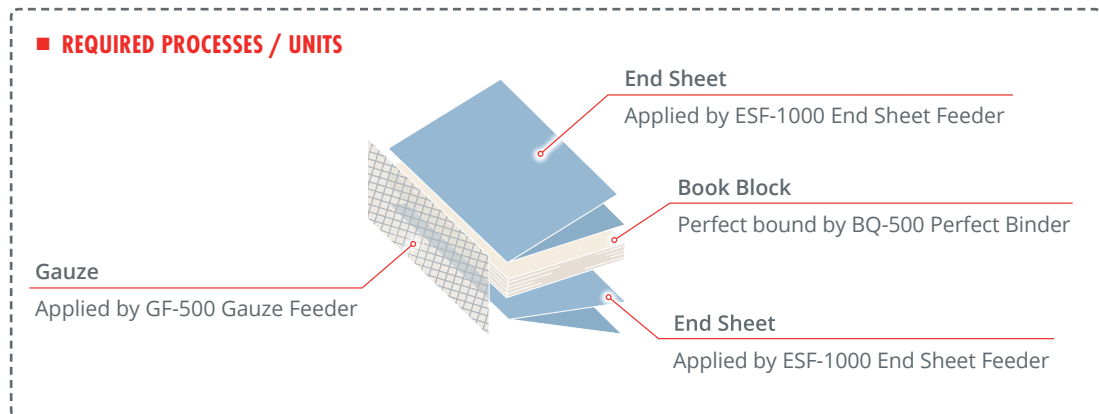 ■ REQUIRED PROCESSES / UNITS
End Sheet
Applied by ESF-1000 End Sheet Feeder
Book Block
Perfect bound by BQ-500 Perfect Binder
Gauze
Applied by GF-500 Gauze Feeder
End Sheet
Applied by ESF-1000 End Sheet Feeder